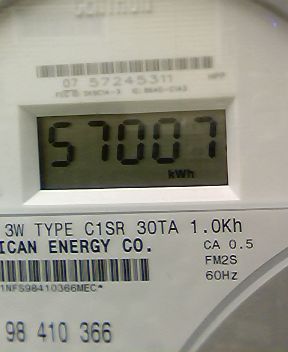 07 57245311
57007
kWh
3W TYPE C1SR 30TA 1.0Kh
ICAN ENERGY CO.
CA 0.5
FM2S
60Hz
1NFS98410366MEC*
98 410 366